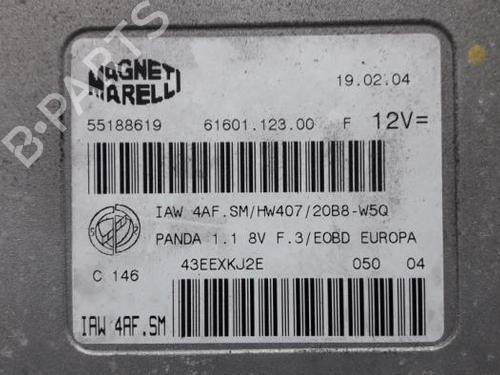 B-PARTS
MAGNETI
MARELLI
19.02.04
55188619 61601.123.00 F 12V=
IAW 4AF.SM/HW407/20B8-W5Q
PANDA 1.1 8V F.3/EOBD EUROPA
C 146 43EEXKJ2E 050 04
IAW 4AF.SM